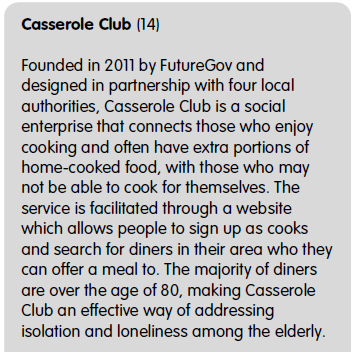 Casserole Club (14)
Founded in 2011 by FutureGov and
designed in partnership with four local
authorities, Casserole Club is a social
enterprise that connects those who enjoy
cooking and often have extra portions of
home-cooked food, with those who may
not be able to cook for themselves. The
service is facilitated through a website
which allows people to sign up as cooks
and search for diners in their area who they
can offer a meal to. The majority of diners
are over the age of 80, making Casserole
Club an effective way of addressing
isolation and loneliness among the elderly.